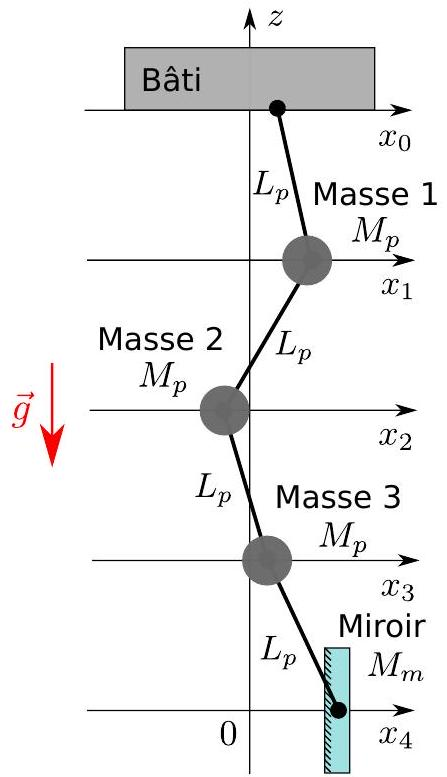 z
Bâti
x₀
Lₚ
Masse 1
Mₚ
x₁
Masse 2
Mₚ
Lₚ
g⃗
x₂
Lₚ
Masse 3
Mₚ
x₃
Miroir
Lₚ
Mₘ
0
x₄